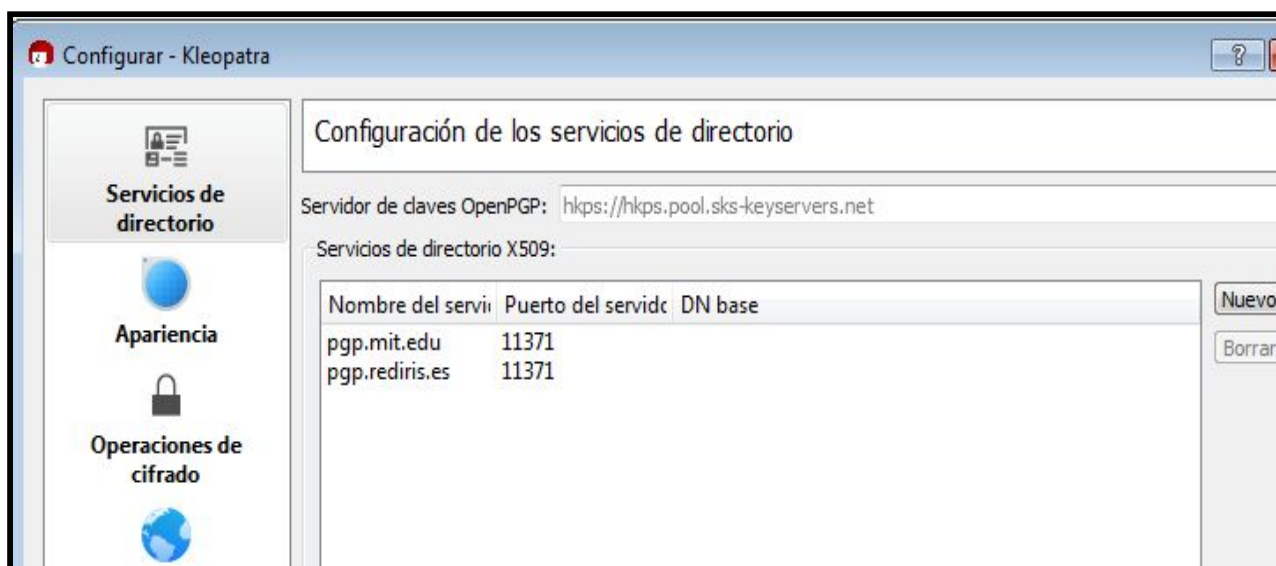 Configurar - Kleopatra
?
Configuración de los servicios de directorio
Servicios de
directorio
Servidor de claves OpenPGP: hkps://hkps.pool.sks-keyservers.net
Servicios de directorio X509:
Nombre del servi Puerto del servido DN base
Nuevo
pgp.mit.edu 11371
pgp.rediris.es 11371
Borrar
Apariencia
Operaciones de
cifrado